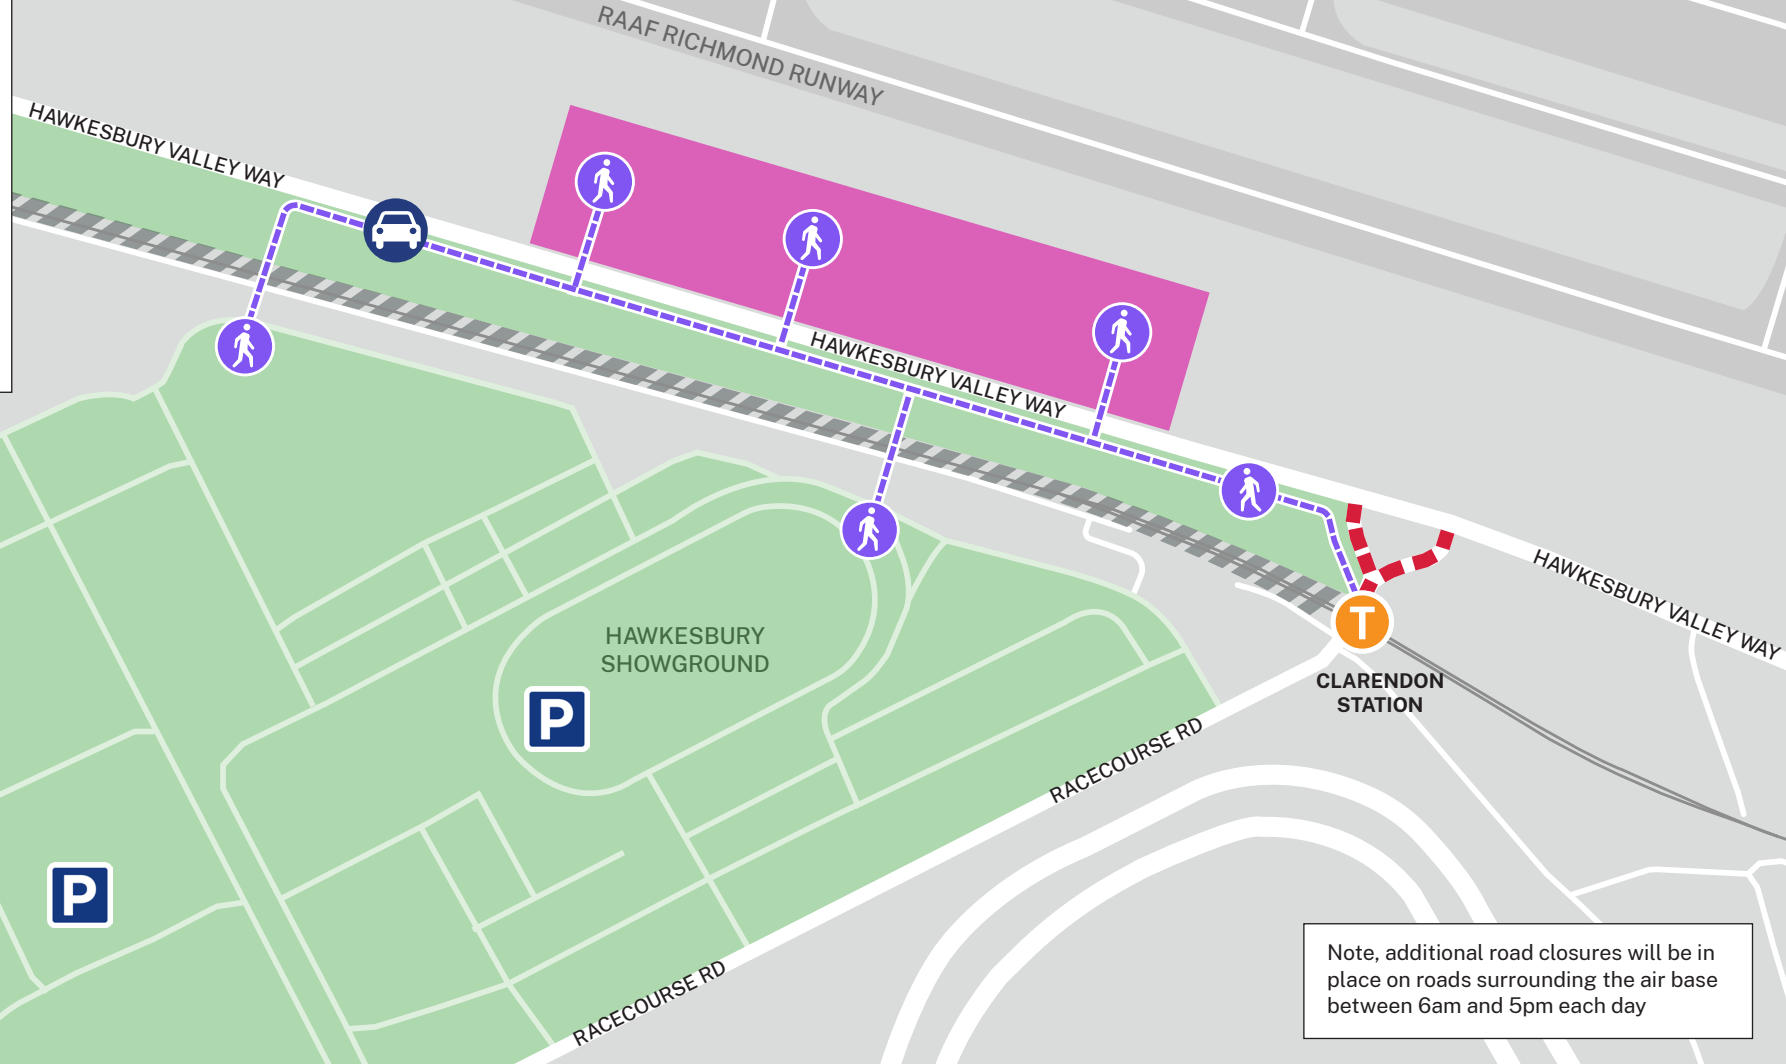 RAAF RICHMOND RUNWAY
HAWKESBURY VALLEY WAY
HAWKESBURY VALLEY WAY
HAWKESBURY VALLEY WAY
HAWKESBURY
SHOWGROUND
P
T
CLARENDON
STATION
RACECOURSE RD
P
RACECOURSE RD
Note, additional road closures will be in
place on roads surrounding the air base
between 6am and 5pm each day